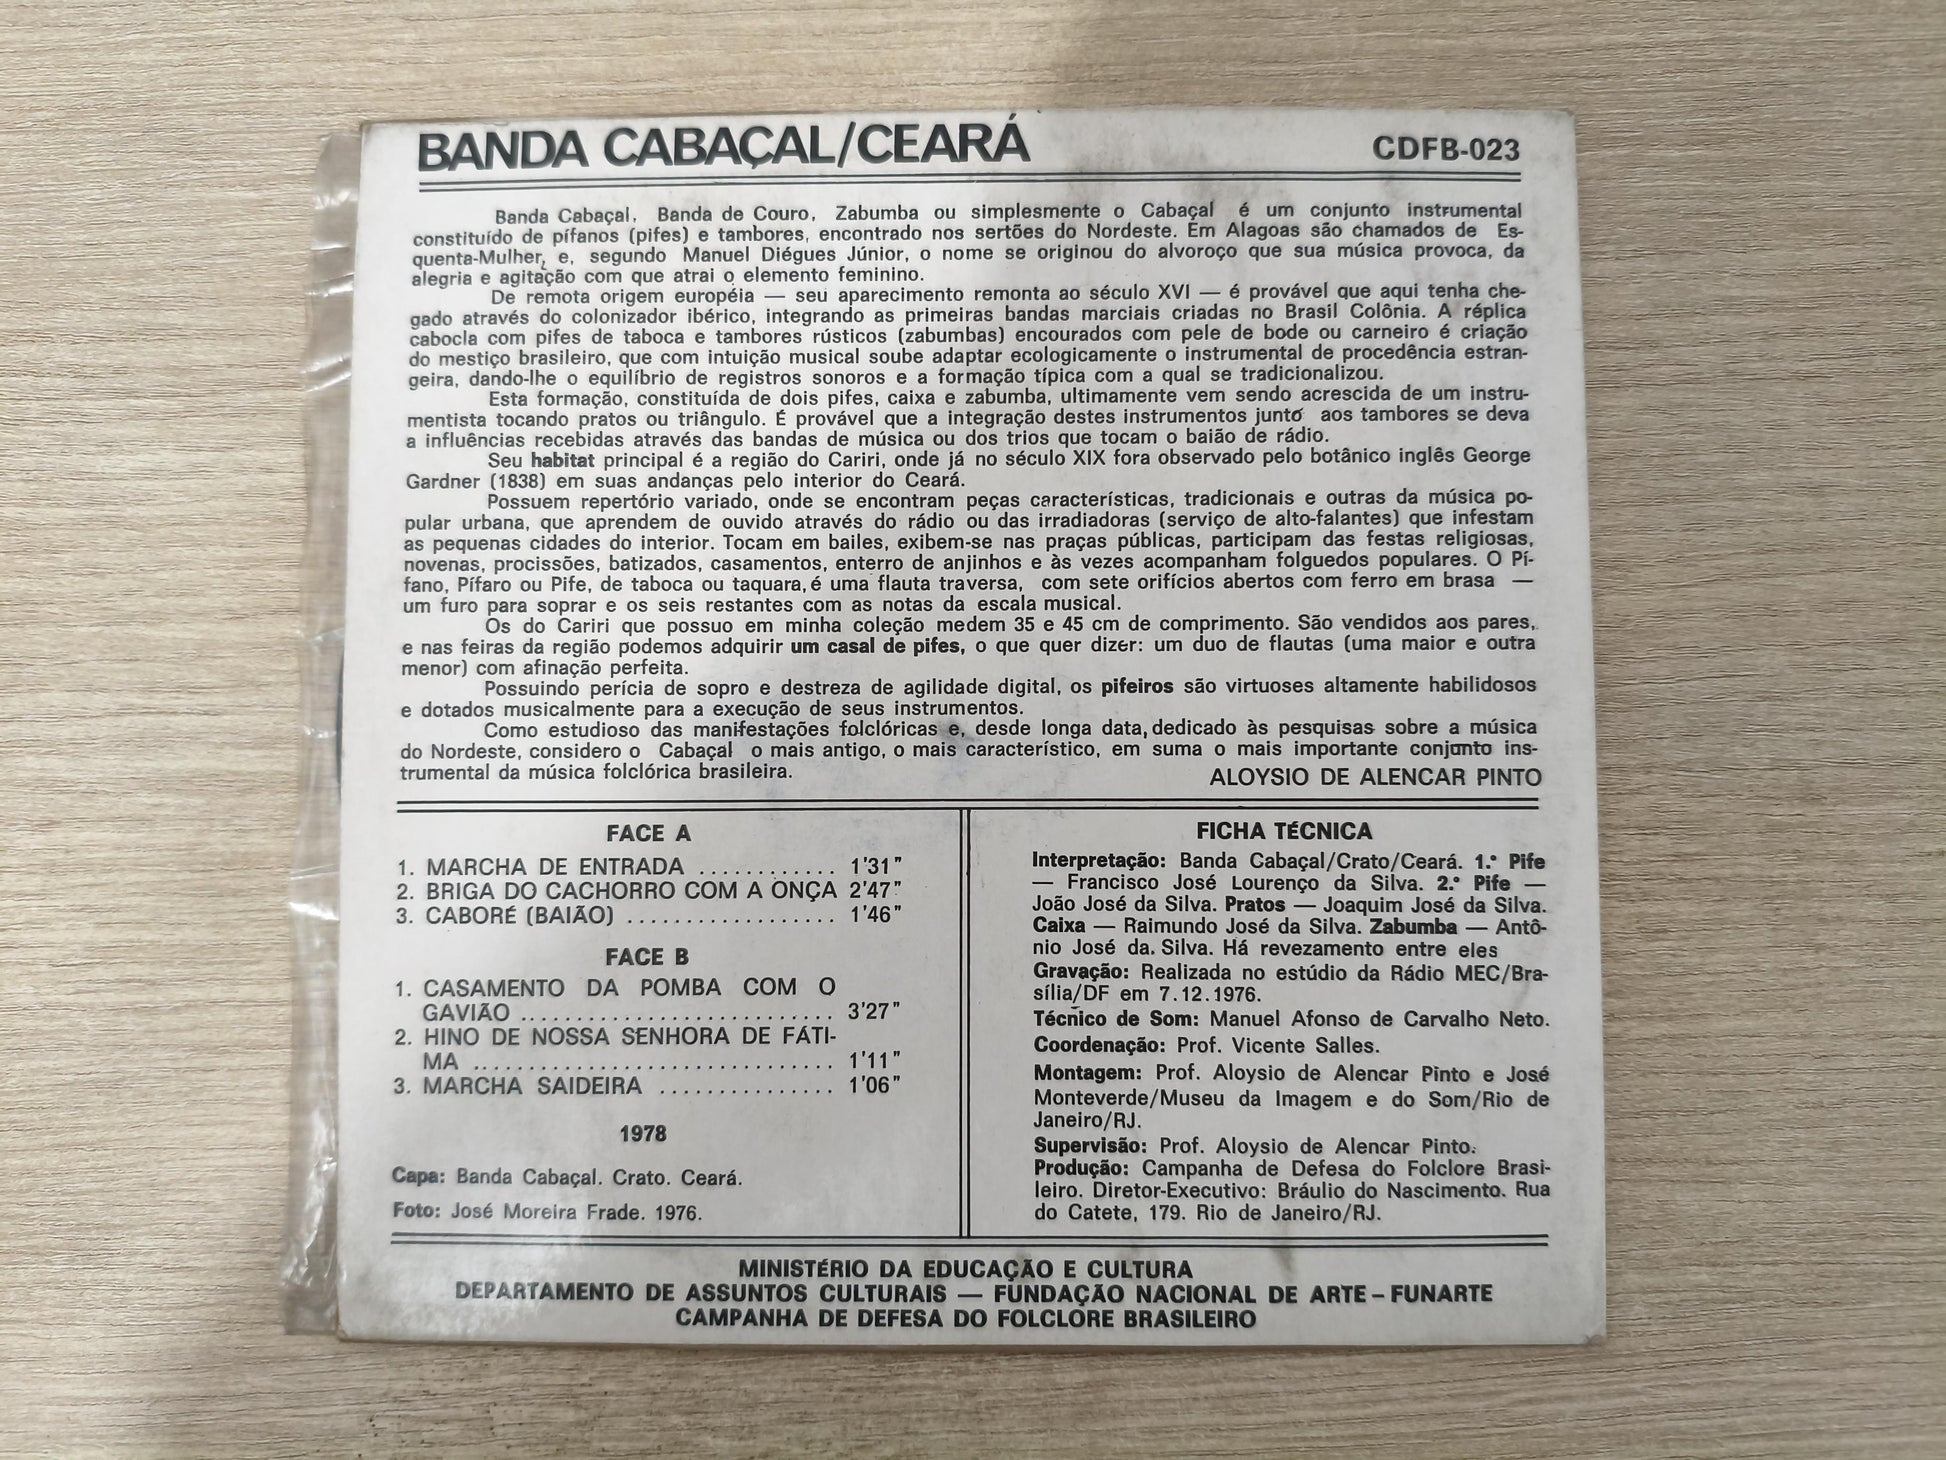 BANDA CABAÇAL/CEARÁ
CDFB-023
Banda Cabaçal, Banda de Couro, Zabumba ou simplesmente o Cabaçal é um conjunto instrumental
constituído de pífanos (pifes) e tambores, encontrado nos sertões do Nordeste. Em Alagoas são chamados de Es-
quenta-Mulher, e, segundo Manuel Diégues Júnior, o nome se originou do alvoroço que sua música provoca, da
alegria e agitação com que atrai o elemento feminino.
De remota origem européia — seu aparecimento remonta ao século XVI — é provável que aqui tenha che-
gado através do colonizador ibérico, integrando as primeiras bandas marciais criadas no Brasil Colônia. A réplica
cabocla com pifes de taboca e tambores rústicos (zabumbas) encourados com pele de bode ou carneiro é criação
do mestiço brasileiro, que com intuição musical soube adaptar ecologicamente o instrumental de procedência estran-
geira, dando-lhe o equilíbrio de registros sonoros e a formação típica com a qual se tradicionalizou.
Esta formação, constituída de dois pifes, caixa e zabumba, ultimamente vem sendo acrescida de um instru-
mentista tocando pratos ou triângulo. É provável que a integração destes instrumentos junto aos tambores se deva
a influências recebidas através das bandas de música ou dos trios que tocam o baião de rádio.
Seu habitat principal é a região do Cariri, onde já no século XIX fora observado pelo botânico inglês George
Gardner (1838) em suas andanças pelo interior do Ceará.
Possuem repertório variado, onde se encontram peças características, tradicionais e outras da música po-
pular urbana, que aprendem de ouvido através do rádio ou das irradiadoras (serviço de alto-falantes) que infestam
as pequenas cidades do interior. Tocam em bailes, exibem-se nas praças públicas, participam das festas religiosas,
novenas, procissões, batizados, casamentos, enterro de anjinhos e às vezes acompanham folguedos populares. O Pí-
fano, Pífaro ou Pife, de taboca ou taquara, é uma flauta traversa, com sete orifícios abertos com ferro em brasa —
um furo para soprar e os seis restantes com as notas da escala musical.
Os do Cariri que possuo em minha coleção medem 35 e 45 cm de comprimento. São vendidos aos pares,
e nas feiras da região podemos adquirir um casal de pifes, o que quer dizer: um duo de flautas (uma maior e outra
menor) com afinação perfeita.
Possuindo perícia de sopro e destreza de agilidade digital, os pifeiros são virtuoses altamente habilidosos
e dotados musicalmente para a execução de seus instrumentos.
Como estudioso das manifestações folclóricas e, desde longa data, dedicado às pesquisas sobre a música
do Nordeste, considero o Cabaçal o mais antigo, o mais característico, em suma o mais importante conjunto ins-
trumental da música folclórica brasileira.
ALOYSIO DE ALENCAR PINTO
FACE A
1. MARCHA DE ENTRADA ............ 1'31"
2. BRIGA DO CACHORRO COM A ONÇA 2'47"
3. CABORÉ (BAIÃO) .................. 1'46"
FACE B
1. CASAMENTO DA POMBA COM O
GAVIÃO ........................... 3'27"
2. HINO DE NOSSA SENHORA DE FÁTI-
MA ............................... 1'11"
3. MARCHA SAIDEIRA ............... 1'06"
1978
Capa: Banda Cabaçal. Crato. Ceará.
Foto: José Moreira Frade. 1976.
FICHA TÉCNICA
Interpretação: Banda Cabaçal/Crato/Ceará. 1.º Pife
— Francisco José Lourenço da Silva. 2.º Pife —
João José da Silva. Pratos — Joaquim José da Silva.
Caixa — Raimundo José da Silva. Zabumba — Antô-
nio José da. Silva. Há revezamento entre eles
Gravação: Realizada no estúdio da Rádio MEC/Bra-
sília/DF em 7.12.1976.
Técnico de Som: Manuel Afonso de Carvalho Neto.
Coordenação: Prof. Vicente Salles.
Montagem: Prof. Aloysio de Alencar Pinto e José
Monteverde/Museu da Imagem e do Som/Rio de
Janeiro/RJ.
Supervisão: Prof. Aloysio de Alencar Pinto.
Produção: Campanha de Defesa do Folclore Brasi-
leiro. Diretor-Executivo: Bráulio do Nascimento. Rua
do Catete, 179. Rio de Janeiro/RJ.
MINISTÉRIO DA EDUCAÇÃO E CULTURA
DEPARTAMENTO DE ASSUNTOS CULTURAIS — FUNDAÇÃO NACIONAL DE ARTE – FUNARTE
CAMPANHA DE DEFESA DO FOLCLORE BRASILEIRO